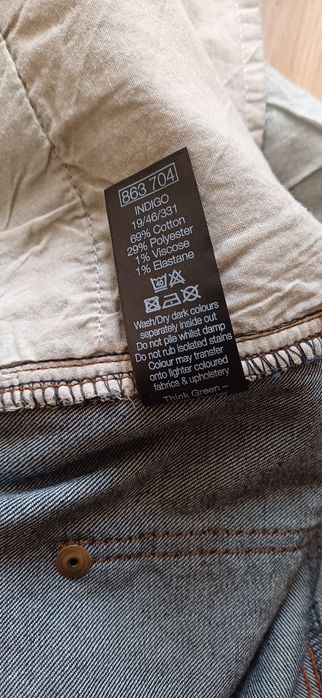 863 704
INDIGO
19/46/331
69% Cotton
29% Polyester
1% Viscose
1% Elastane
40
Wash/Dry dark colours
separately inside out
Do not pile whilst damp
Do not rub isolated stains
Colour may transfer
onto lighter coloured
fabrics & upholstery
Think Green –